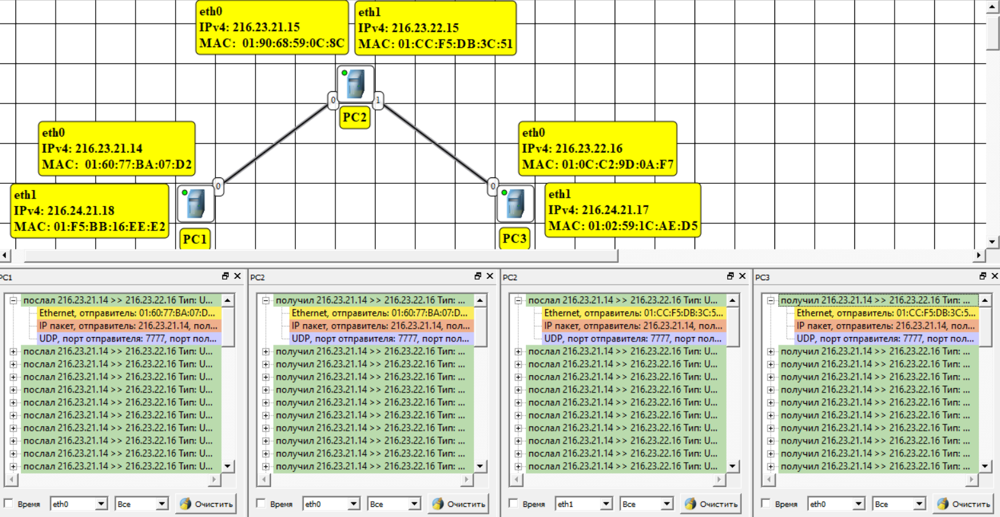 eth0
IPv4: 216.23.21.15
MAC: 01:90:68:59:0C:8C
eth1
IPv4: 216.23.22.15
MAC: 01:CC:F5:DB:3C:51
0
1
PC2
eth0
IPv4: 216.23.21.14
MAC: 01:60:77:BA:07:D2
eth1
IPv4: 216.24.21.18
MAC: 01:F5:BB:16:EE:E2
0
PC1
eth0
IPv4: 216.23.22.16
MAC: 01:0C:C2:9D:0A:F7
eth1
IPv4: 216.24.21.17
MAC: 01:02:59:1C:AE:D5
0
PC3
PC1
послал 216.23.21.14 >> 216.23.22.16 Тип: U...
Ethernet, отправитель: 01:60:77:BA:07:D...
IP пакет, отправитель: 216.23.21.14, пол...
UDP, порт отправителя: 7777, порт пол...
послал 216.23.21.14 >> 216.23.22.16 Тип: U...
послал 216.23.21.14 >> 216.23.22.16 Тип: U...
послал 216.23.21.14 >> 216.23.22.16 Тип: U...
послал 216.23.21.14 >> 216.23.22.16 Тип: U...
послал 216.23.21.14 >> 216.23.22.16 Тип: U...
послал 216.23.21.14 >> 216.23.22.16 Тип: U...
послал 216.23.21.14 >> 216.23.22.16 Тип: U...
послал 216.23.21.14 >> 216.23.22.16 Тип: U...
послал 216.23.21.14 >> 216.23.22.16 Тип: U...
послал 216.23.21.14 >> 216.23.22.16 Тип: U...
Время eth0 Все Очистить
PC2
получил 216.23.21.14 >> 216.23.22.16 Тип: ...
Ethernet, отправитель: 01:60:77:BA:07:D...
IP пакет, отправитель: 216.23.21.14, пол...
UDP, порт отправителя: 7777, порт пол...
получил 216.23.21.14 >> 216.23.22.16 Тип: ...
получил 216.23.21.14 >> 216.23.22.16 Тип: ...
получил 216.23.21.14 >> 216.23.22.16 Тип: ...
получил 216.23.21.14 >> 216.23.22.16 Тип: ...
получил 216.23.21.14 >> 216.23.22.16 Тип: ...
получил 216.23.21.14 >> 216.23.22.16 Тип: ...
получил 216.23.21.14 >> 216.23.22.16 Тип: ...
получил 216.23.21.14 >> 216.23.22.16 Тип: ...
получил 216.23.21.14 >> 216.23.22.16 Тип: ...
получил 216.23.21.14 >> 216.23.22.16 Тип: ...
Время eth0 Все Очистить
PC2
послал 216.23.21.14 >> 216.23.22.16 Тип: U...
Ethernet, отправитель: 01:CC:F5:DB:3C:5...
IP пакет, отправитель: 216.23.21.14, пол...
UDP, порт отправителя: 7777, порт пол...
послал 216.23.21.14 >> 216.23.22.16 Тип: U...
послал 216.23.21.14 >> 216.23.22.16 Тип: U...
послал 216.23.21.14 >> 216.23.22.16 Тип: U...
послал 216.23.21.14 >> 216.23.22.16 Тип: U...
послал 216.23.21.14 >> 216.23.22.16 Тип: U...
послал 216.23.21.14 >> 216.23.22.16 Тип: U...
послал 216.23.21.14 >> 216.23.22.16 Тип: U...
послал 216.23.21.14 >> 216.23.22.16 Тип: U...
послал 216.23.21.14 >> 216.23.22.16 Тип: U...
послал 216.23.21.14 >> 216.23.22.16 Тип: U...
Время eth1 Все Очистить
PC3
получил 216.23.21.14 >> 216.23.22.16 Тип: ...
Ethernet, отправитель: 01:CC:F5:DB:3C:5...
IP пакет, отправитель: 216.23.21.14, пол...
UDP, порт отправителя: 7777, порт пол...
получил 216.23.21.14 >> 216.23.22.16 Тип: ...
получил 216.23.21.14 >> 216.23.22.16 Тип: ...
получил 216.23.21.14 >> 216.23.22.16 Тип: ...
получил 216.23.21.14 >> 216.23.22.16 Тип: ...
получил 216.23.21.14 >> 216.23.22.16 Тип: ...
получил 216.23.21.14 >> 216.23.22.16 Тип: ...
получил 216.23.21.14 >> 216.23.22.16 Тип: ...
получил 216.23.21.14 >> 216.23.22.16 Тип: ...
получил 216.23.21.14 >> 216.23.22.16 Тип: ...
получил 216.23.21.14 >> 216.23.22.16 Тип: ...
Время eth0 Все Очистить